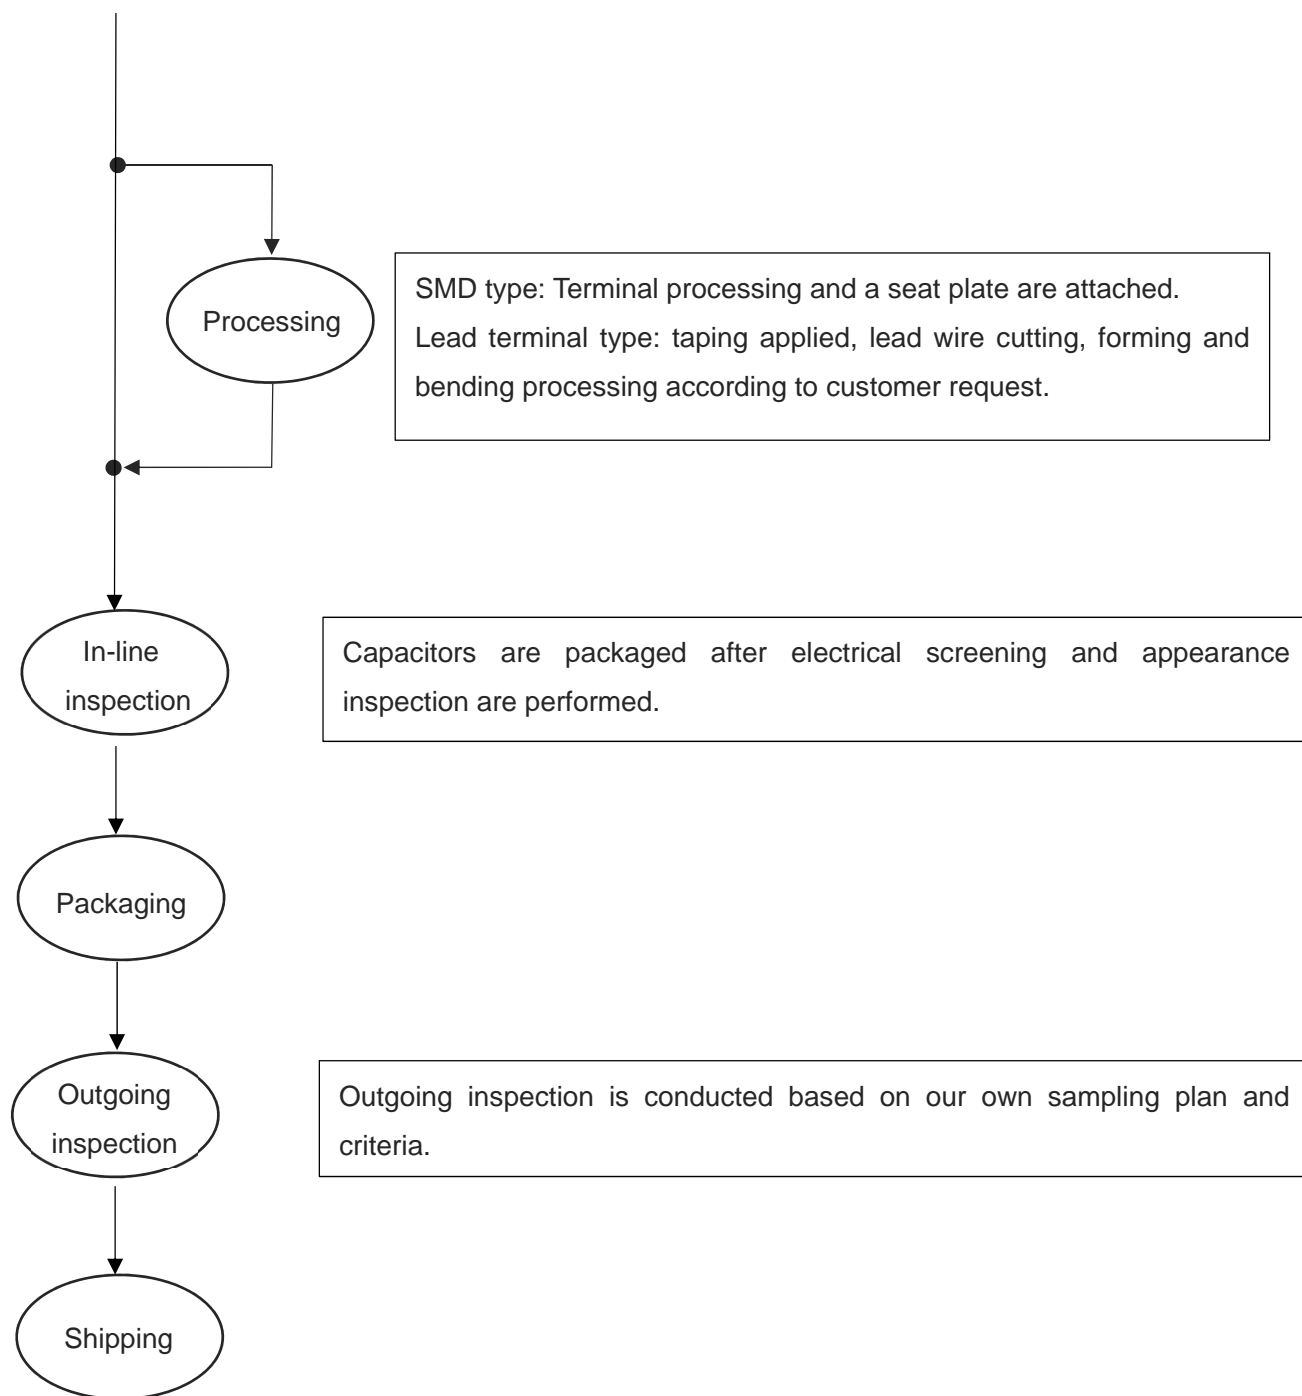 Processing
SMD type: Terminal processing and a seat plate are attached.
Lead terminal type: taping applied, lead wire cutting, forming and
bending processing according to customer request.
In-line
inspection
Capacitors are packaged after electrical screening and appearance
inspection are performed.
Packaging
Outgoing
inspection
Outgoing inspection is conducted based on our own sampling plan and
criteria.
Shipping